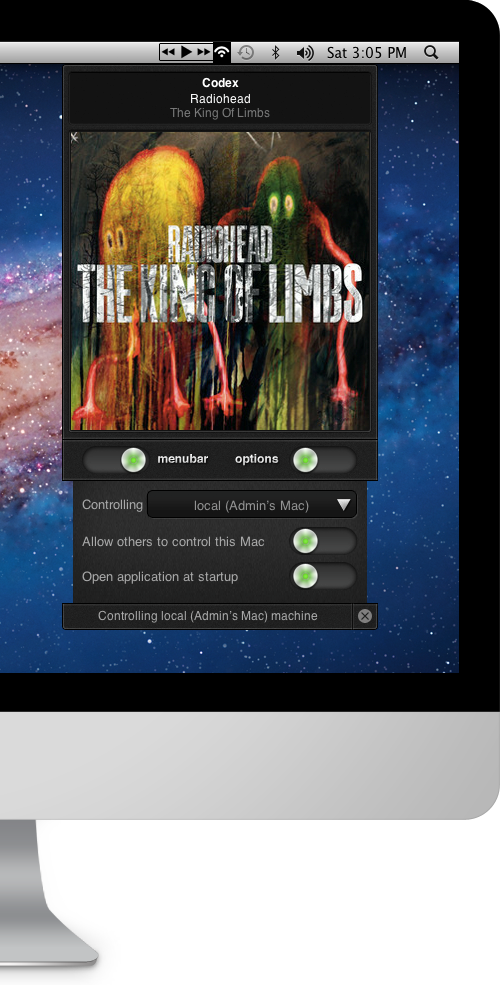 Sat 3:05 PM
Codex
Radiohead
The King Of Limbs
RADIOHEAD
THE KING OF LIMBS
menubar options
Controlling local (Admin's Mac)
Allow others to control this Mac
Open application at startup
Controlling local (Admin's Mac) machine